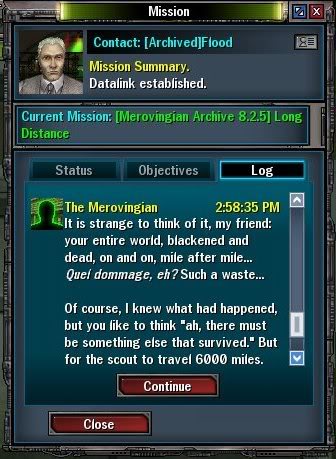 Mission
Contact: [Archived]Flood
Mission Summary.
Datalink established.
Current Mission: [Merovingian Archive 8.2.5] Long
Distance
Status
Objectives
Log
The Merovingian
2:58:35 PM
It is strange to think of it, my friend:
your entire world, blackened and
dead, on and on, mile after mile...
Quel dommage, eh? Such a waste...
Of course, I knew what had happened,
but you like to think "ah, there must
be something else that survived." But
for the scout to travel 6000 miles.
Continue
Close